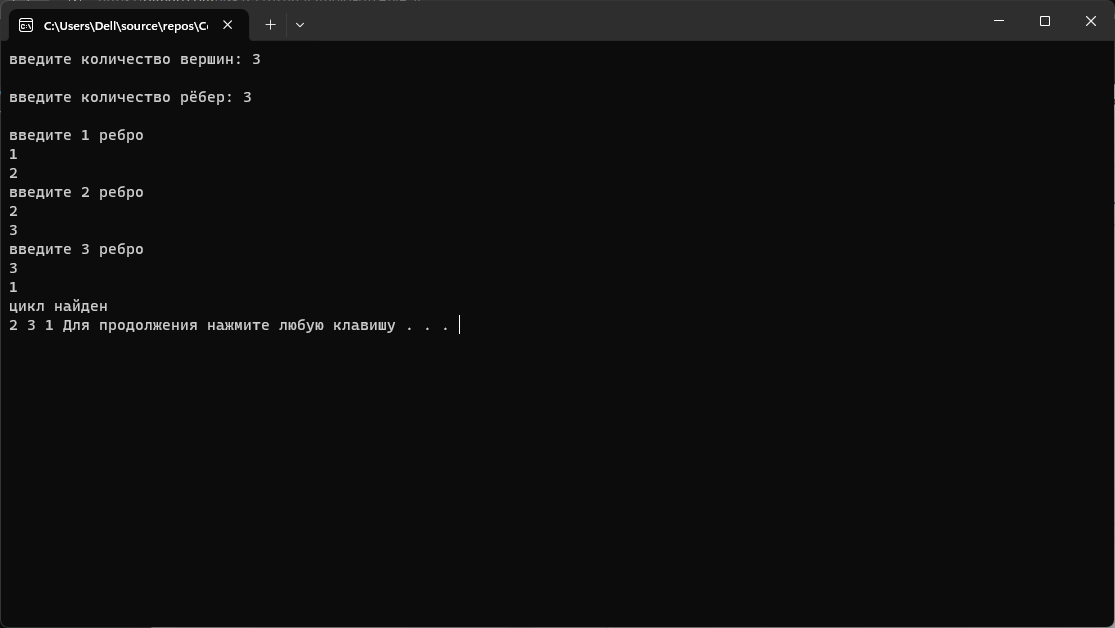 C:\Users\Dell\source\repos\Co
введите количество вершин: 3
введите количество рёбер: 3
введите 1 ребро
1
2
введите 2 ребро
2
3
введите 3 ребро
3
1
цикл найден
2 3 1 Для продолжения нажмите любую клавишу . . .